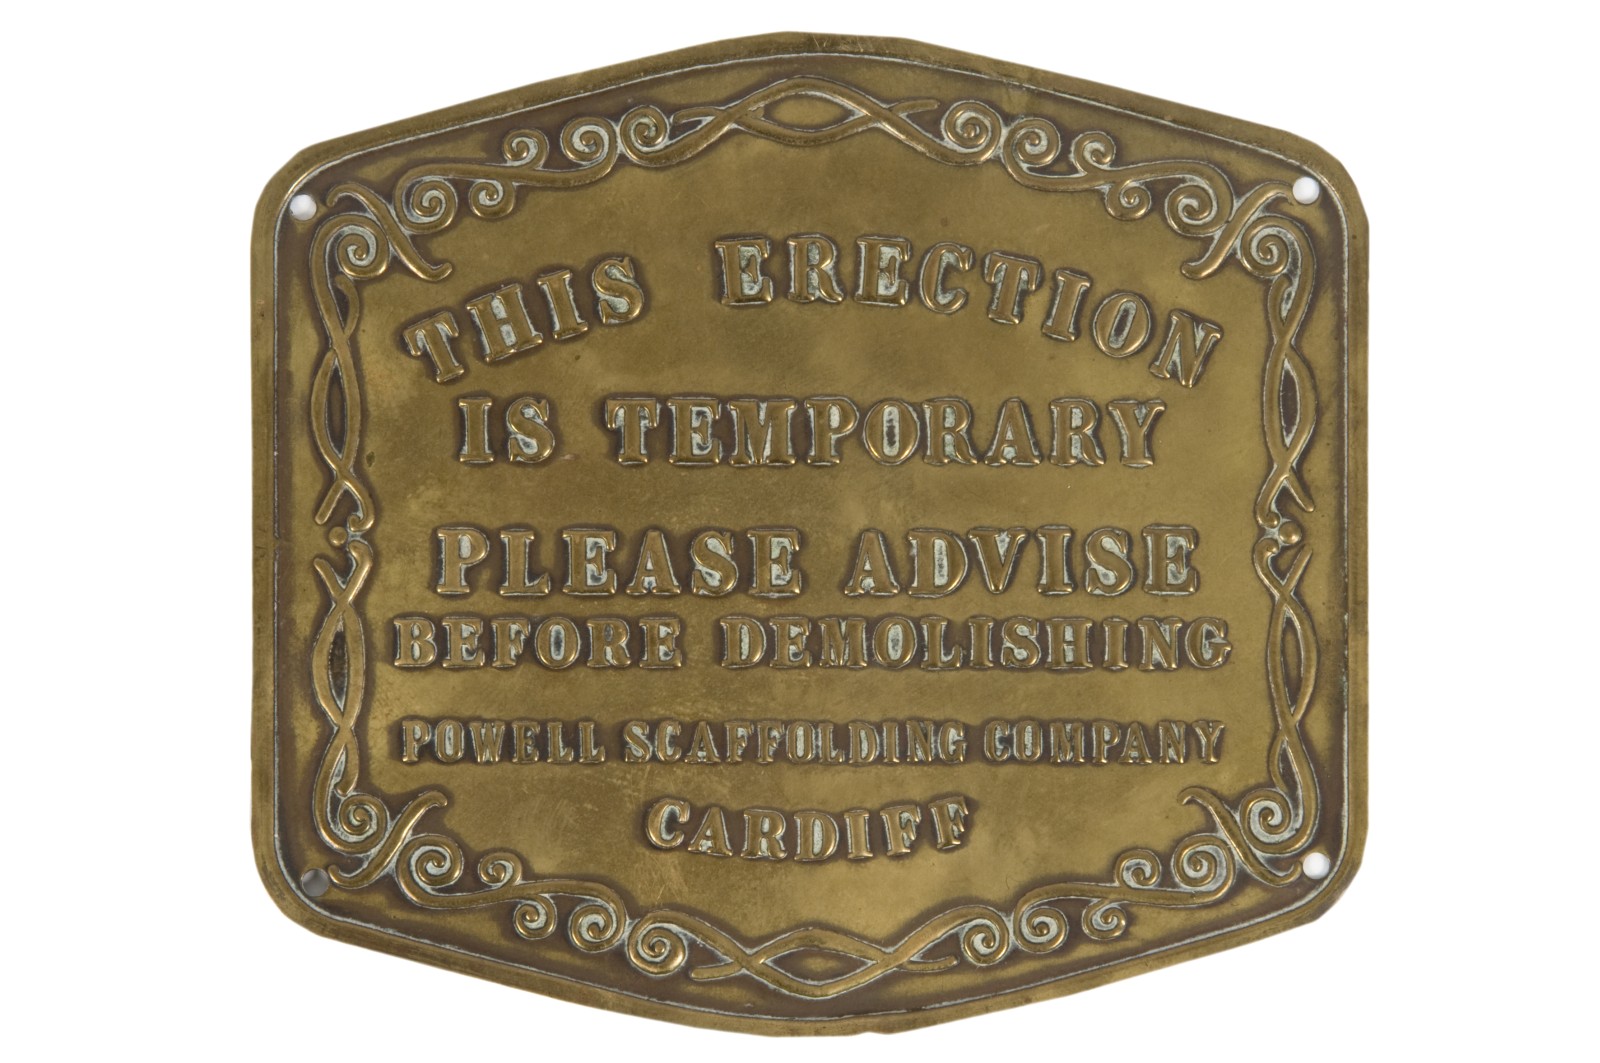 THIS ERECTION
IS TEMPORARY
PLEASE ADVISE
BEFORE DEMOLISHING
POWELL SCAFFOLDING COMPANY
CARDIFF